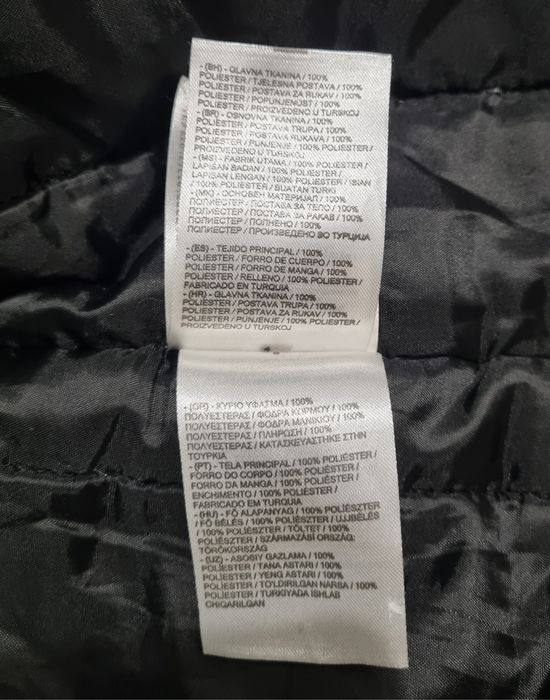 - (BH) - GLAVNA TKANINA / 100%
POLIESTER / TJELESNA POSTAVA / 100%
POLIESTER / POSTAVA ZA RUKAV / 100%
POLIESTER / POPUNJENOST / 100%
POLIESTER / PROIZVEDENO U TURSKOJ
- (SR) - OSNOVNA TKANINA / 100%
POLIESTER / POSTAVA TRUPA / 100%
POLIESTER / POSTAVA RUKAVA / 100%
POLIESTER / PUNJENJE / 100% POLIESTER /
PROIZVEDENO U TURSKOJ
- (MS) - FABRIK UTAMA / 100% POLIESTER /
LAPISAN BADAN / 100% POLIESTER /
LAPISAN LENGAN / 100% POLIESTER / ISIAN
/ 100% POLIESTER / BUATAN TURKI
- (MK) - ОСНОВЕН МАТЕРИЈАЛ / 100%
ПОЛИЕСТЕР / ПОСТАВА ЗА ТЕЛО / 100%
ПОЛИЕСТЕР / ПОСТАВА ЗА РАКАВ / 100%
ПОЛИЕСТЕР / ПОЛНЕЊЕ / 100%
ПОЛИЕСТЕР / ПРОИЗВЕДЕНО ВО ТУРЦИЈА
- (ES) - TEJIDO PRINCIPAL / 100%
POLIESTER / FORRO DE CUERPO / 100%
POLIESTER / FORRO DE MANGA / 100%
POLIESTER / RELLENO / 100% POLIESTER /
FABRICADO EN TURQUIA
- (HR) - GLAVNA TKANINA / 100%
POLIESTER / POSTAVA TRUPA / 100%
POLIESTER / POSTAVA ZA RUKAV / 100%
POLIESTER / PUNJENJE / 100% POLIESTER /
PROIZVEDENO U TURSKOJ
- (GR) - ΚΥΡΙΟ ΥΦΑΣΜΑ / 100%
ΠΟΛΥΕΣΤΕΡΑΣ / ΦΟΔΡΑ ΚΟΡΜΟΥ / 100%
ΠΟΛΥΕΣΤΕΡΑΣ / ΦΟΔΡΑ ΜΑΝΙΚΙΟΥ / 100%
ΠΟΛΥΕΣΤΕΡΑΣ / ΠΛΗΡΩΣΗ / 100%
ΠΟΛΥΕΣΤΕΡΑΣ / ΚΑΤΑΣΚΕΥΑΣΤΗΚΕ ΣΤΗΝ
ΤΟΥΡΚΙΑ
- (PT) - TELA PRINCIPAL / 100% POLIÉSTER /
FORRO DO CORPO / 100% POLIÉSTER /
FORRO DA MANGA / 100% POLIÉSTER /
ENCHIMENTO / 100% POLIÉSTER /
FABRICADO EM TURQUIA
- (HU) - FŐ ALAPANYAG / 100% POLIÉSZTER
/ FŐ BÉLÉS / 100% POLIÉSZTER / UJJBÉLÉS
/ 100% POLIÉSZTER / TÖLTET / 100%
POLIÉSZTER / SZÁRMAZÁSI ORSZÁG:
TÖRÖKORSZÁG
- (UZ) - ASOSIY GAZLAMA / 100%
POLIESTER / TANA ASTARI / 100%
POLIESTER / YENG ASTARI / 100%
POLIESTER / TO'LDIRILGAN NARSA / 100%
POLIESTER / TURKIYADA ISHLAB
CHIQARILGAN